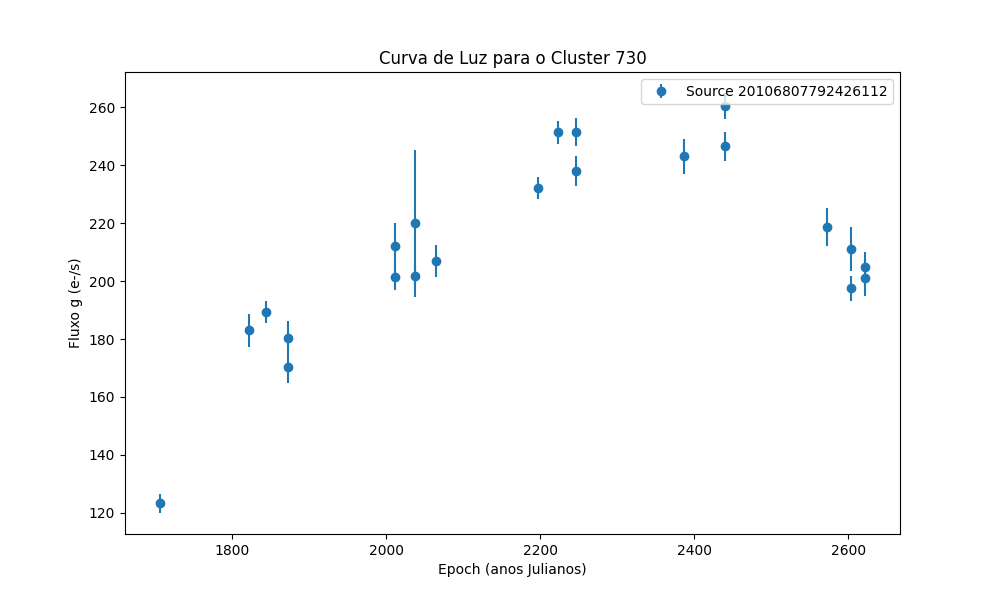 Curva de Luz para o Cluster 730
Source 20106807792426112
Fluxo g (e-/s)
260
240
220
200
180
160
140
120
1800 2000 2200 2400 2600
Epoch (anos Julianos)